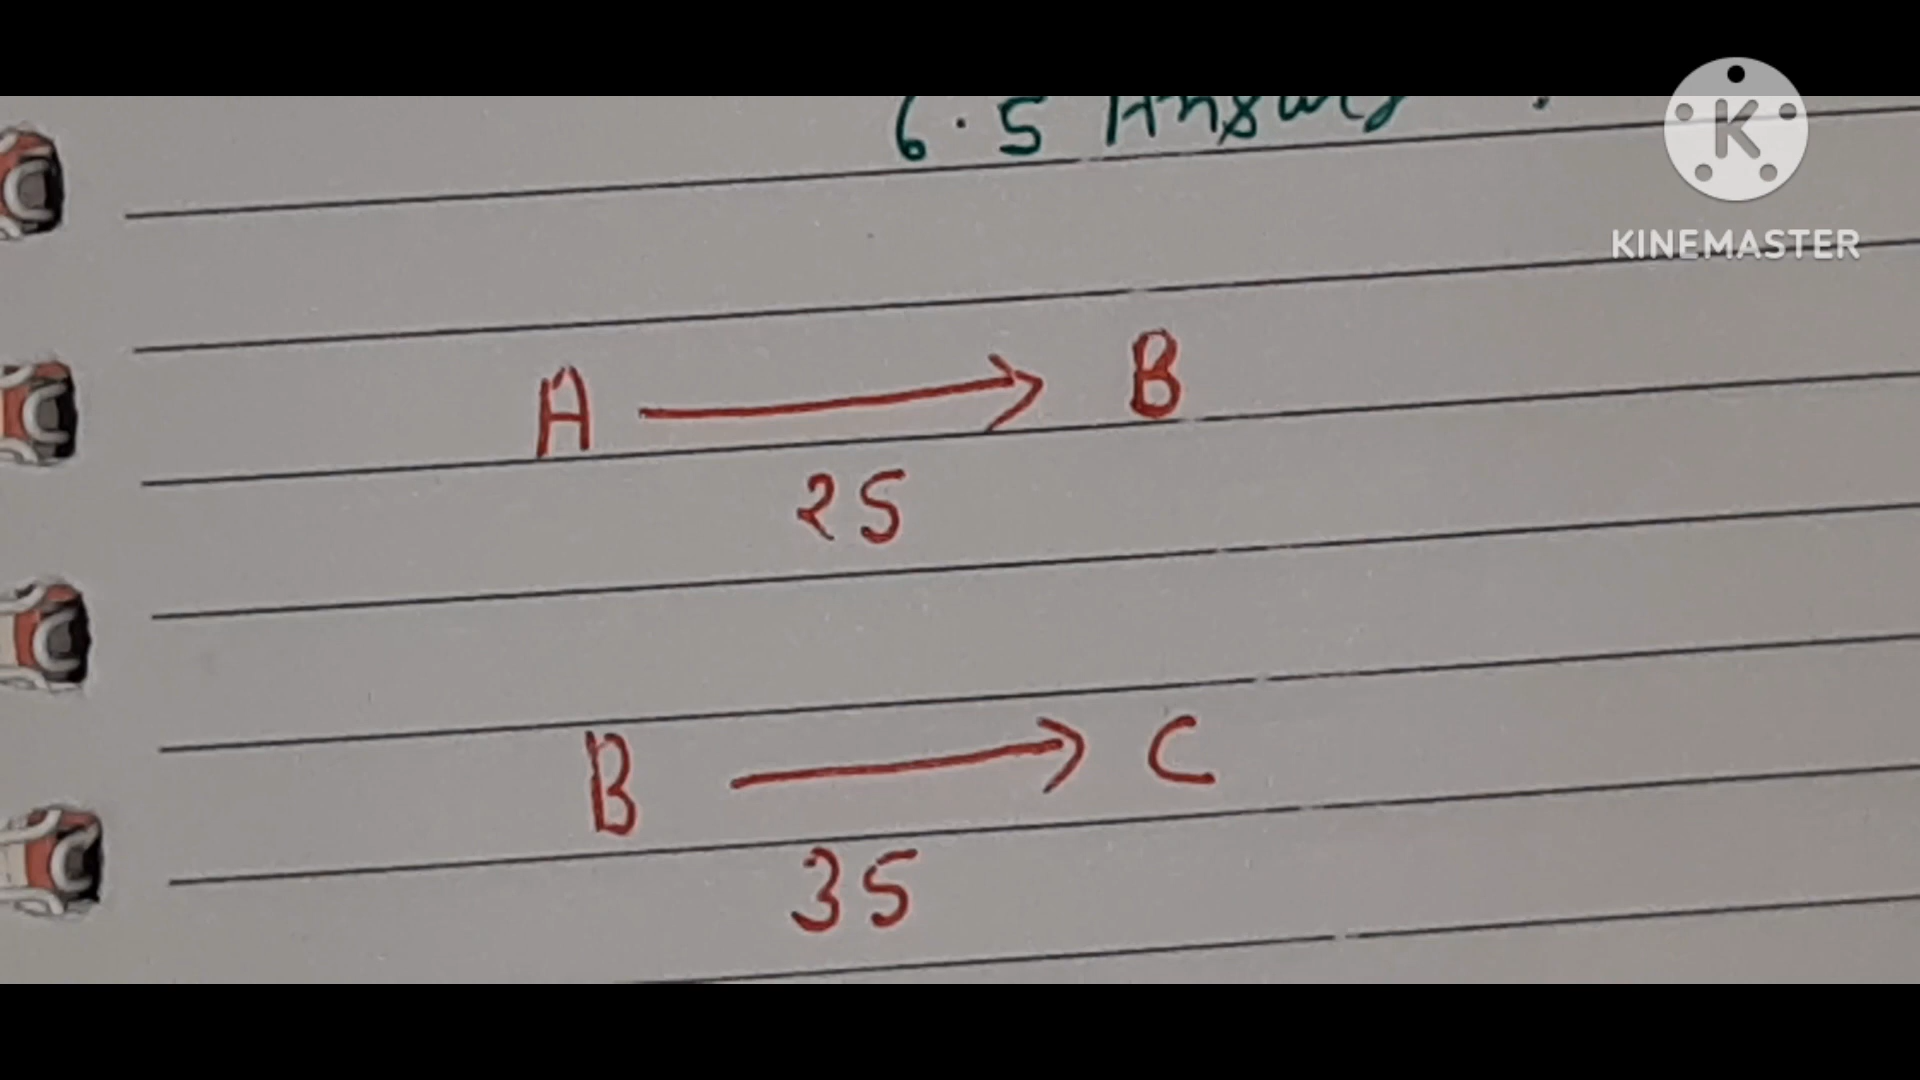 6.5 Answer
KINEMASTER
A → B
25
B → C
35